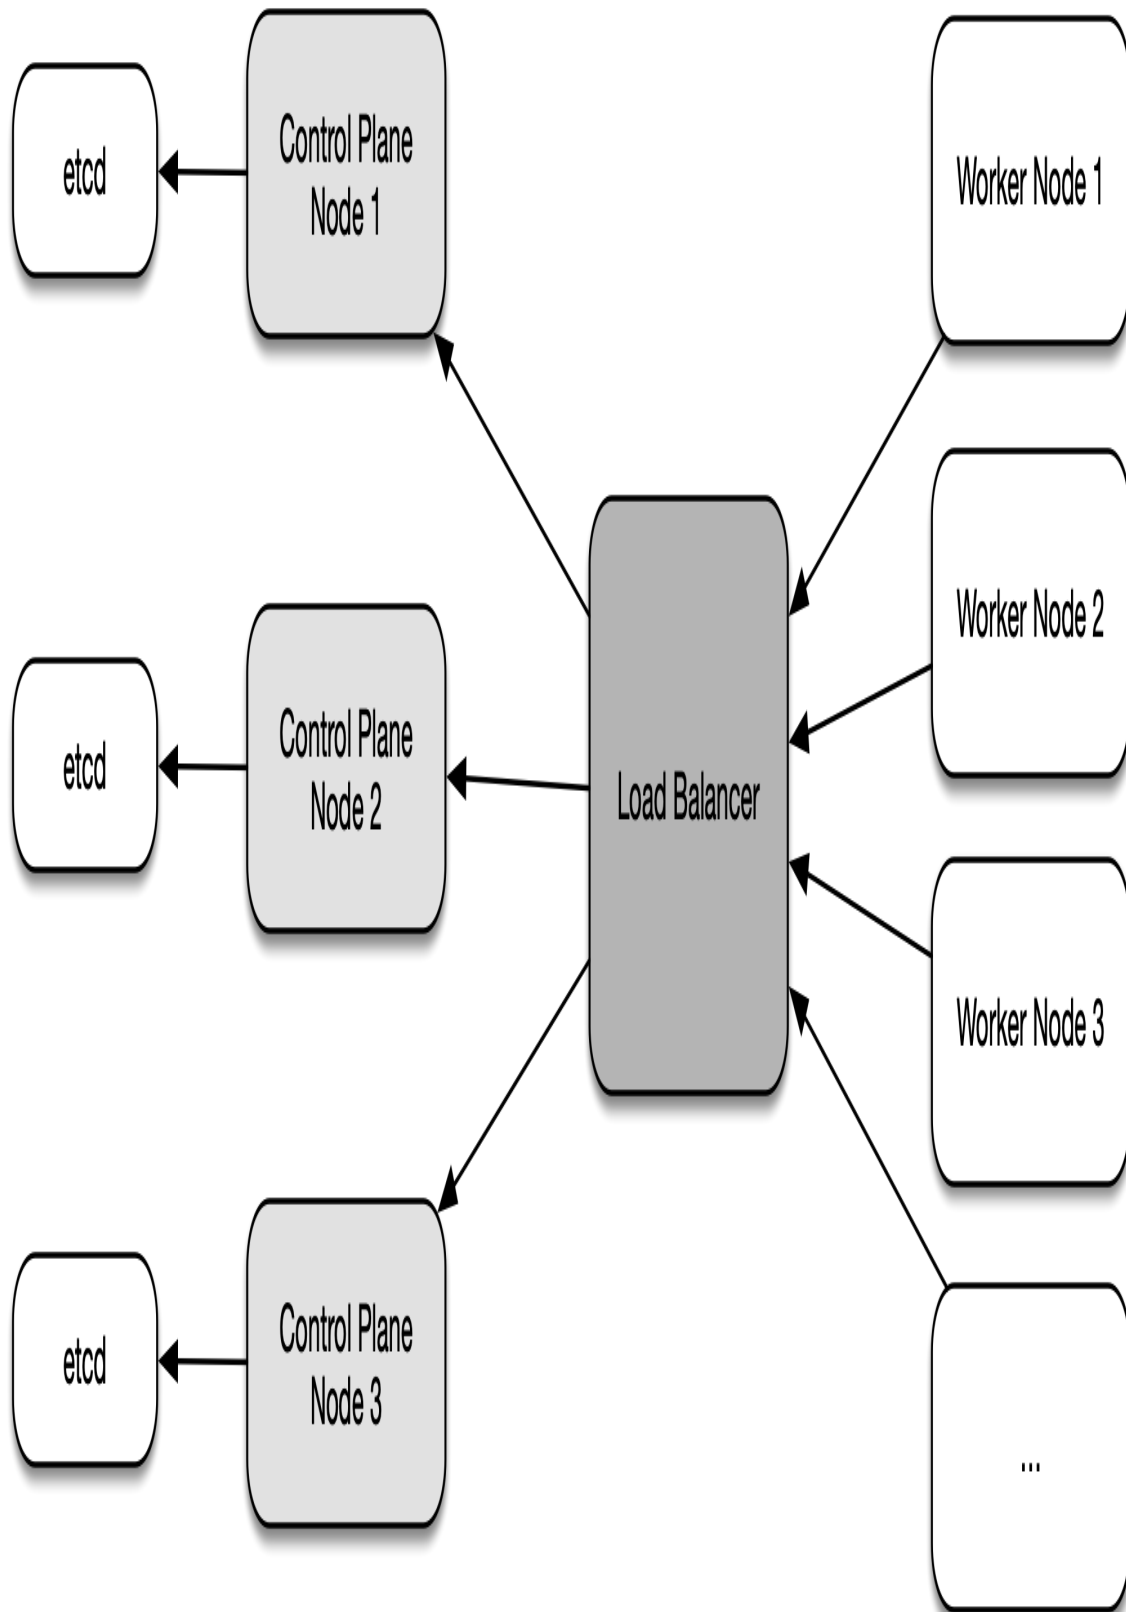 etcd
Control Plane
Node 1
Worker Node 1
etcd
Control Plane
Node 2
Load Balancer
Worker Node 2
Worker Node 3
etcd
Control Plane
Node 3
...